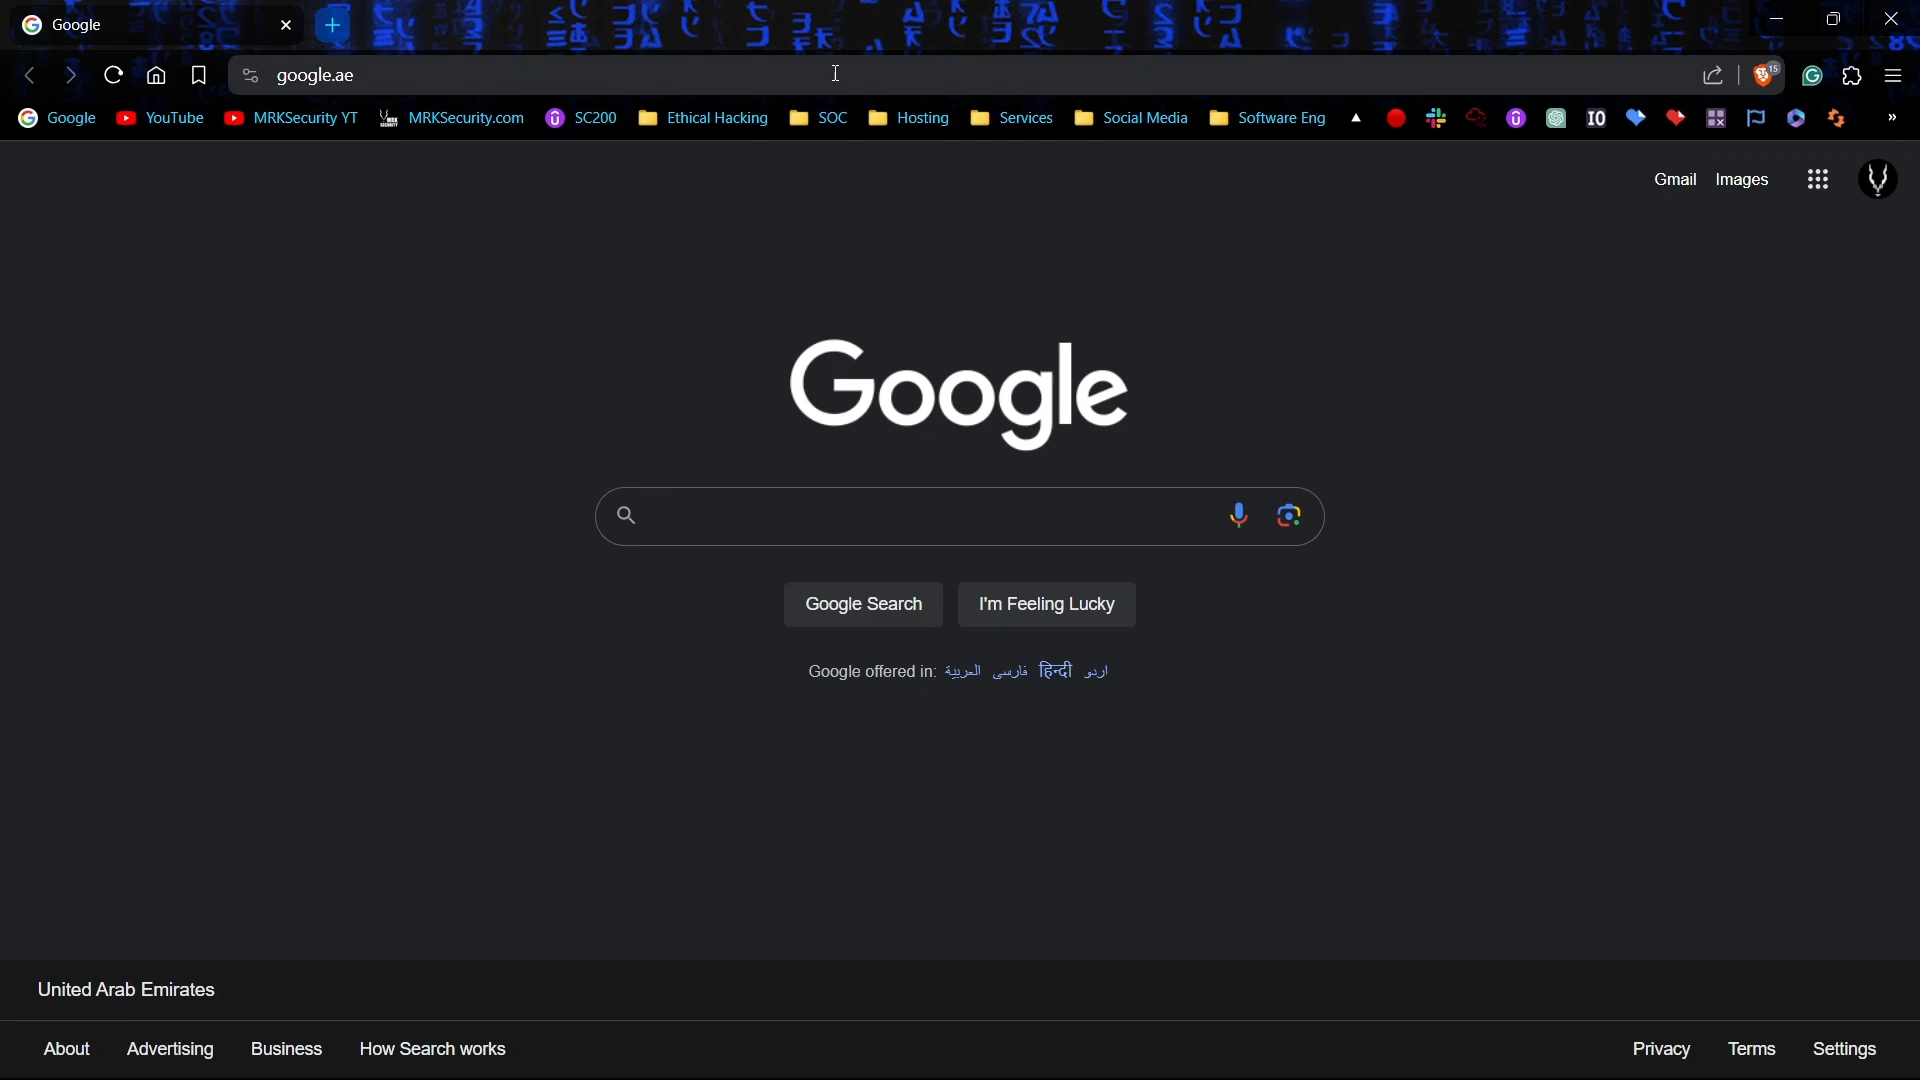 Google
google.ae
15
Google YouTube MRKSecurity YT MRKSecurity.com SC200 Ethical Hacking SOC Hosting Services Social Media Software Eng IO »
Gmail Images
Google
Google Search I'm Feeling Lucky
Google offered in: العربية فارسی हिन्दी اردو
United Arab Emirates
About Advertising Business How Search works Privacy Terms Settings